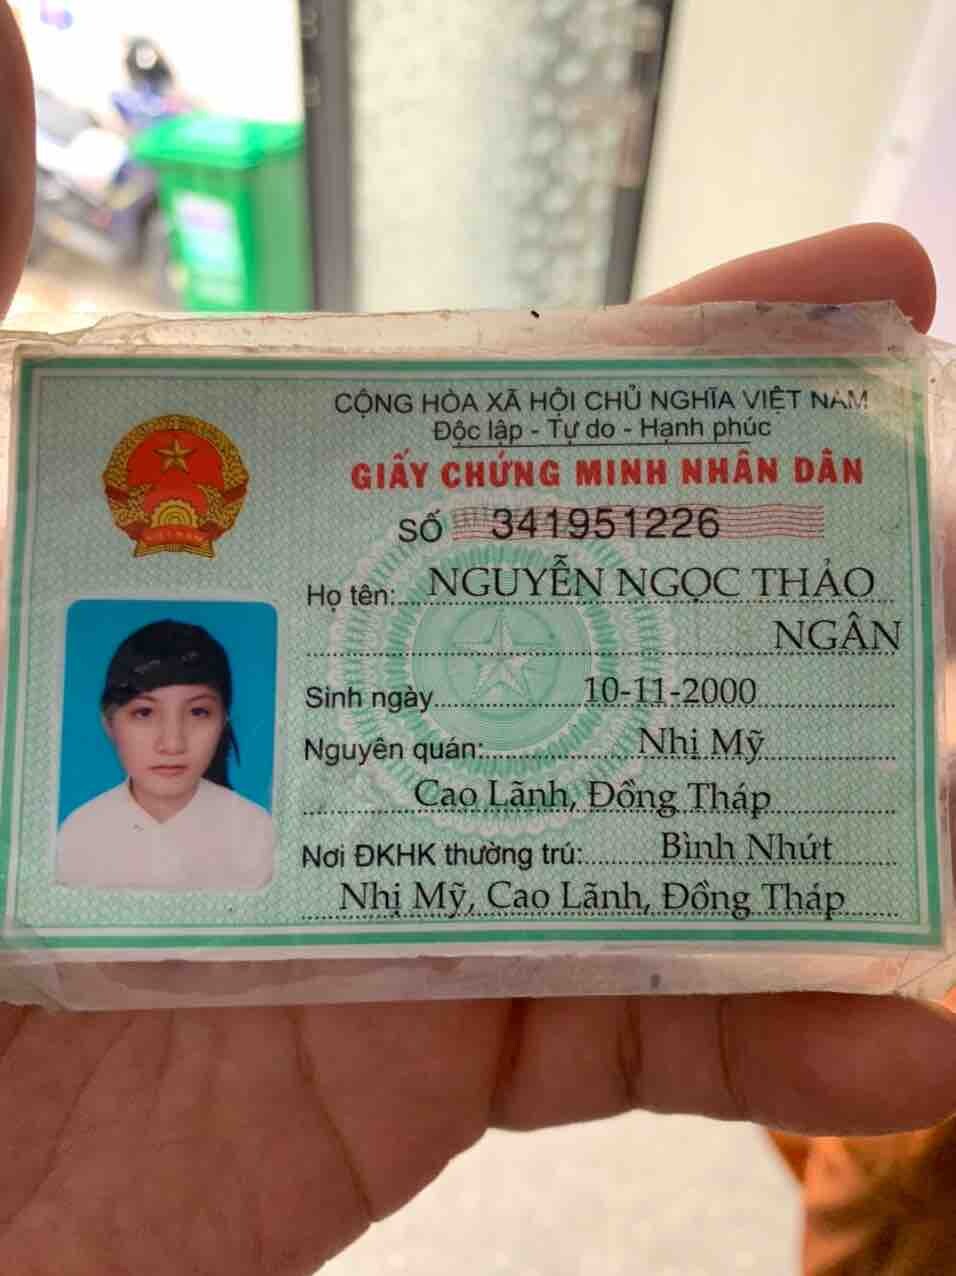 CỘNG HÒA XÃ HỘI CHỦ NGHĨA VIỆT NAM
Độc lập - Tự do - Hạnh phúc
GIẤY CHỨNG MINH NHÂN DÂN
SỐ 341951226
Họ tên: NGUYỄN NGỌC THẢO
NGÂN
Sinh ngày 10-11-2000
Nguyên quán: Nhị Mỹ
Cao Lãnh, Đồng Tháp
Nơi ĐKHK thường trú: Bình Nhứt
Nhị Mỹ, Cao Lãnh, Đồng Tháp